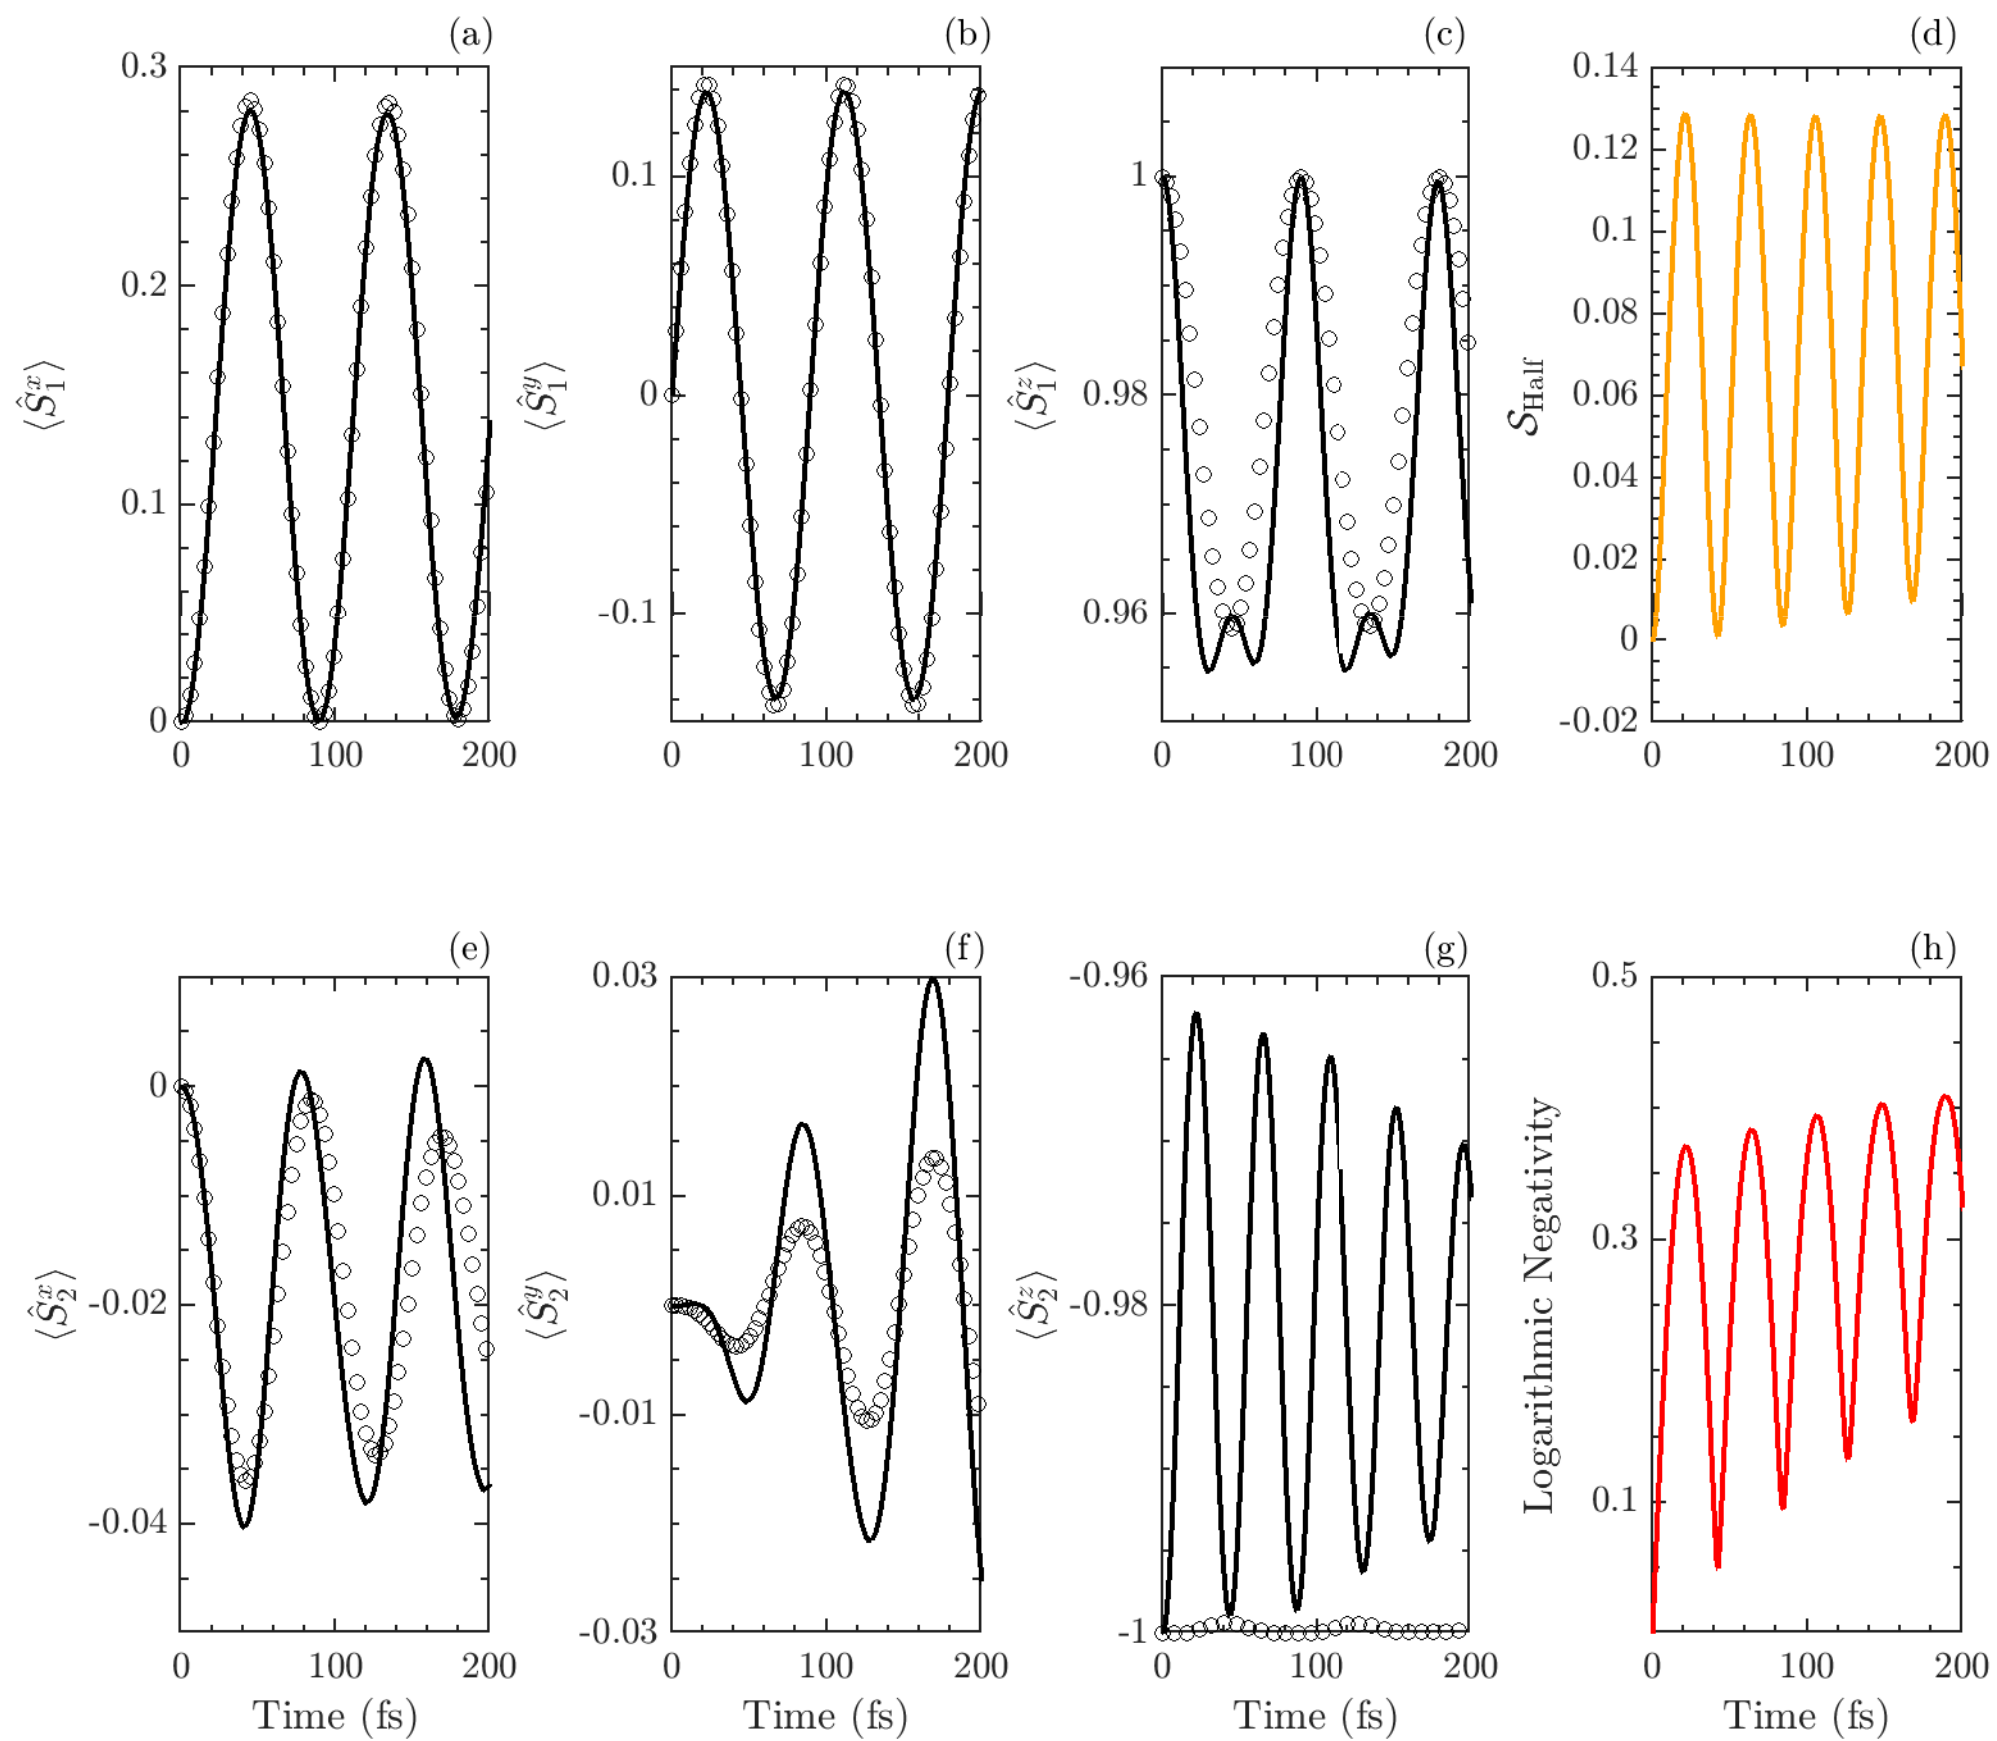 (a) (b) (c) (d)
0.3 0.2 0.1 0
⟨Ŝ₁ˣ⟩
0 100 200
0.1 0 -0.1
⟨Ŝ₁ʸ⟩
0 100 200
1 0.98 0.96
⟨Ŝ₁ᶻ⟩
0 100 200
0.14 0.12 0.1 0.08 0.06 0.04 0.02 0 -0.02
𝒮Half
0 100 200
(e) (f) (g) (h)
0 -0.02 -0.04
⟨Ŝ₂ˣ⟩
0 100 200
Time (fs)
0.03 0.01 -0.01 -0.03
⟨Ŝ₂ʸ⟩
0 100 200
Time (fs)
-0.96 -0.98 -1
⟨Ŝ₂ᶻ⟩
0 100 200
Time (fs)
0.5 0.3 0.1
Logarithmic Negativity
0 100 200
Time (fs)